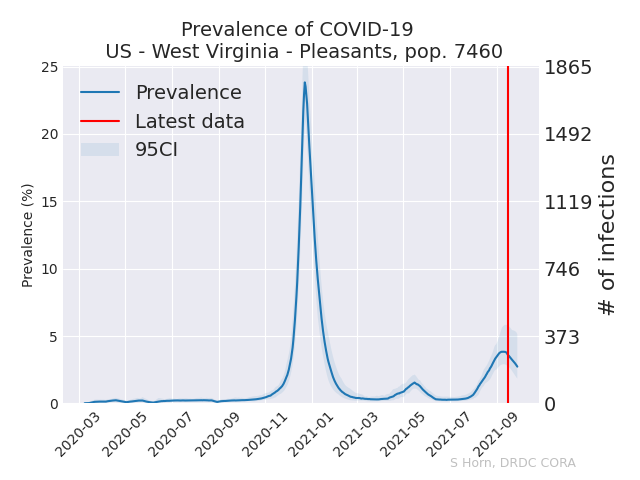 Prevalence of COVID-19
US - West Virginia - Pleasants, pop. 7460
Prevalence
Latest data
95CI
25
20
15
10
5
0
Prevalence (%)
1865
1492
1119
746
373
0
# of infections
2020-03
2020-05
2020-07
2020-09
2020-11
2021-01
2021-03
2021-05
2021-07
2021-09
S Horn, DRDC CORA